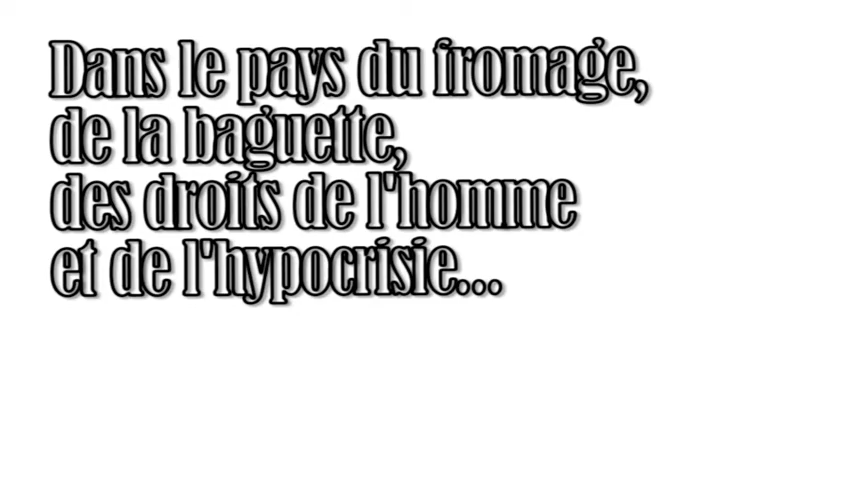 Dans le pays du fromage,
de la baguette,
des droits de l'homme
et de l'hypocrisie...